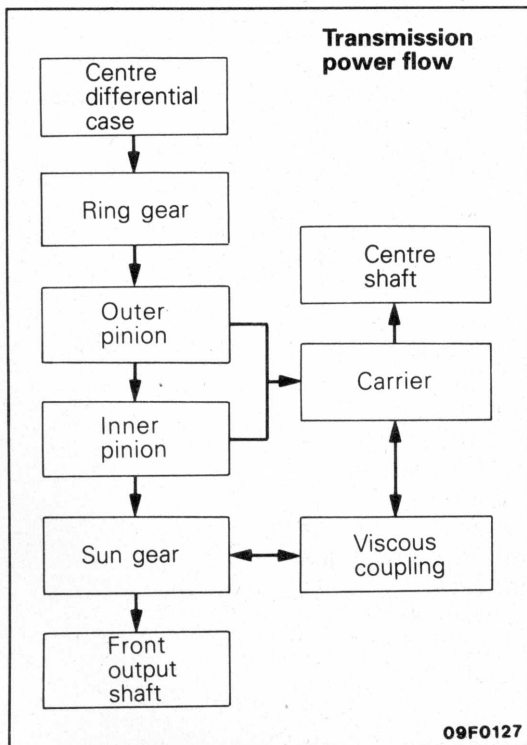 Transmission
power flow
Centre
differential
case
Ring gear
Outer
pinion
Inner
pinion
Sun gear
Front
output
shaft
Centre
shaft
Carrier
Viscous
coupling
09F0127